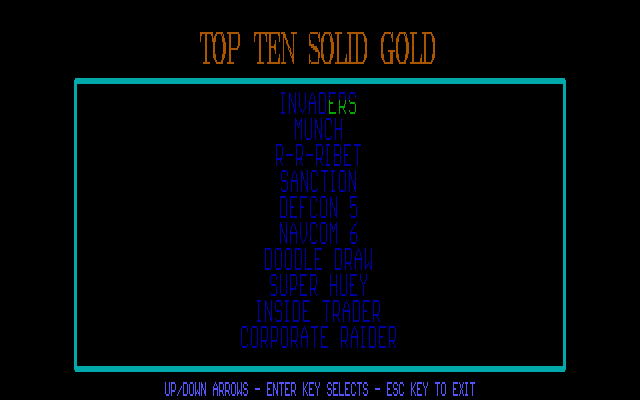 TOP TEN SOLID GOLD
INVADERS
MUNCH
R-R-RIBET
SANCTION
DEFCON 5
NAVCOM 6
DOODLE DRAW
SUPER HUEY
INSIDE TRADER
CORPORATE RAIDER
UP/DOWN ARROWS - ENTER KEY SELECTS - ESC KEY TO EXIT